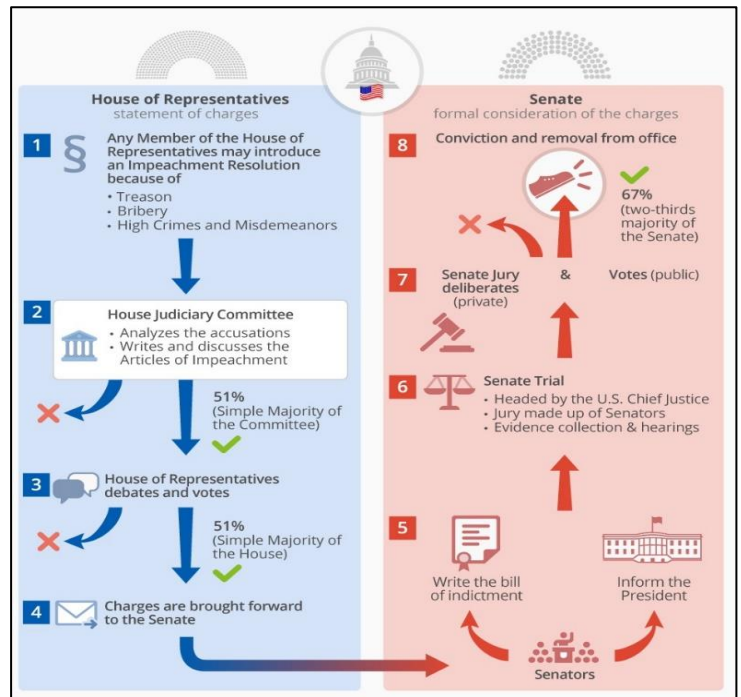 House of Representatives
statement of charges
1
§
Any Member of the House of
Representatives may introduce
an Impeachment Resolution
because of
• Treason
• Bribery
• High Crimes and Misdemeanors
2
House Judiciary Committee
• Analyzes the accusations
• Writes and discusses the
Articles of Impeachment
51%
(Simple Majority of
the Committee)
3
House of Representatives
debates and votes
51%
(Simple Majority of
the House)
4
Charges are brought forward
to the Senate
Senate
formal consideration of the charges
8
Conviction and removal from office
67%
(two-thirds
majority of
the Senate)
7
Senate Jury
deliberates
(private)
&
Votes (public)
6
Senate Trial
• Headed by the U.S. Chief Justice
• Jury made up of Senators
• Evidence collection & hearings
5
Write the bill
of indictment
Inform the
President
Senators